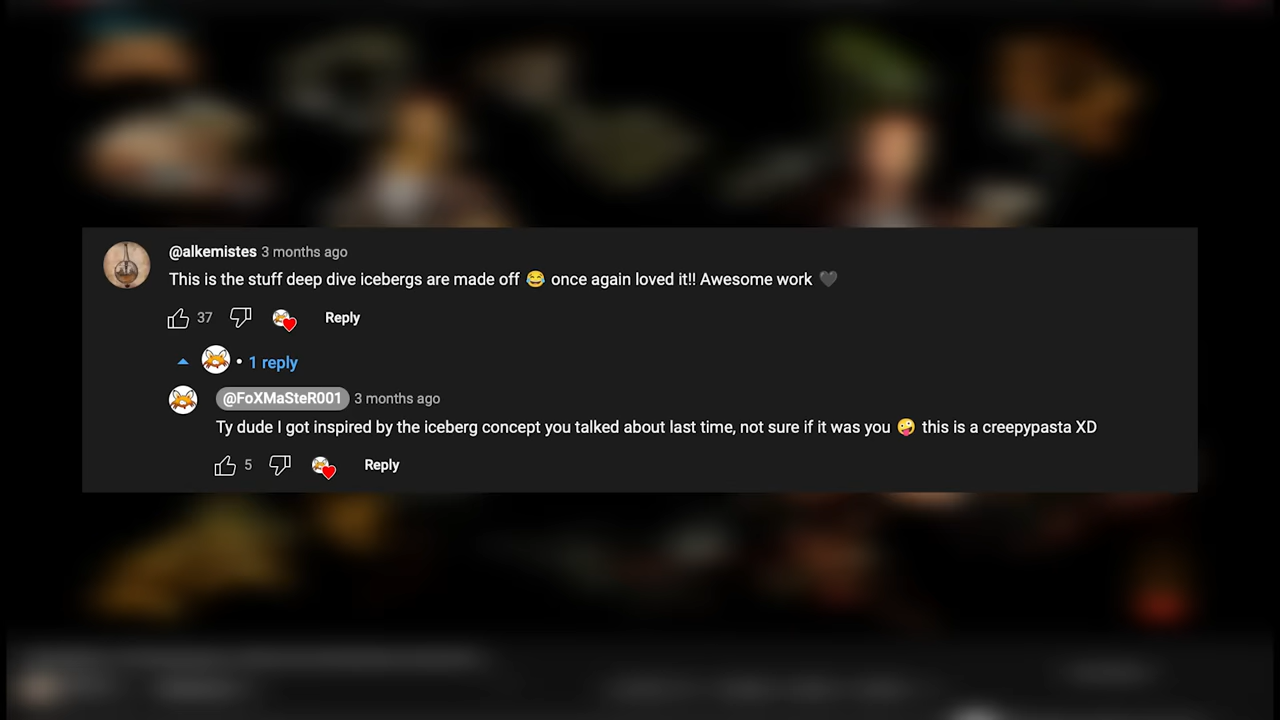 @alkemistes 3 months ago
This is the stuff deep dive icebergs are made off 😂 once again loved it!! Awesome work 🖤
37 Reply
• 1 reply
@FoXMaSteR001 3 months ago
Ty dude I got inspired by the iceberg concept you talked about last time, not sure if it was you 🤪 this is a creepypasta XD
5 Reply